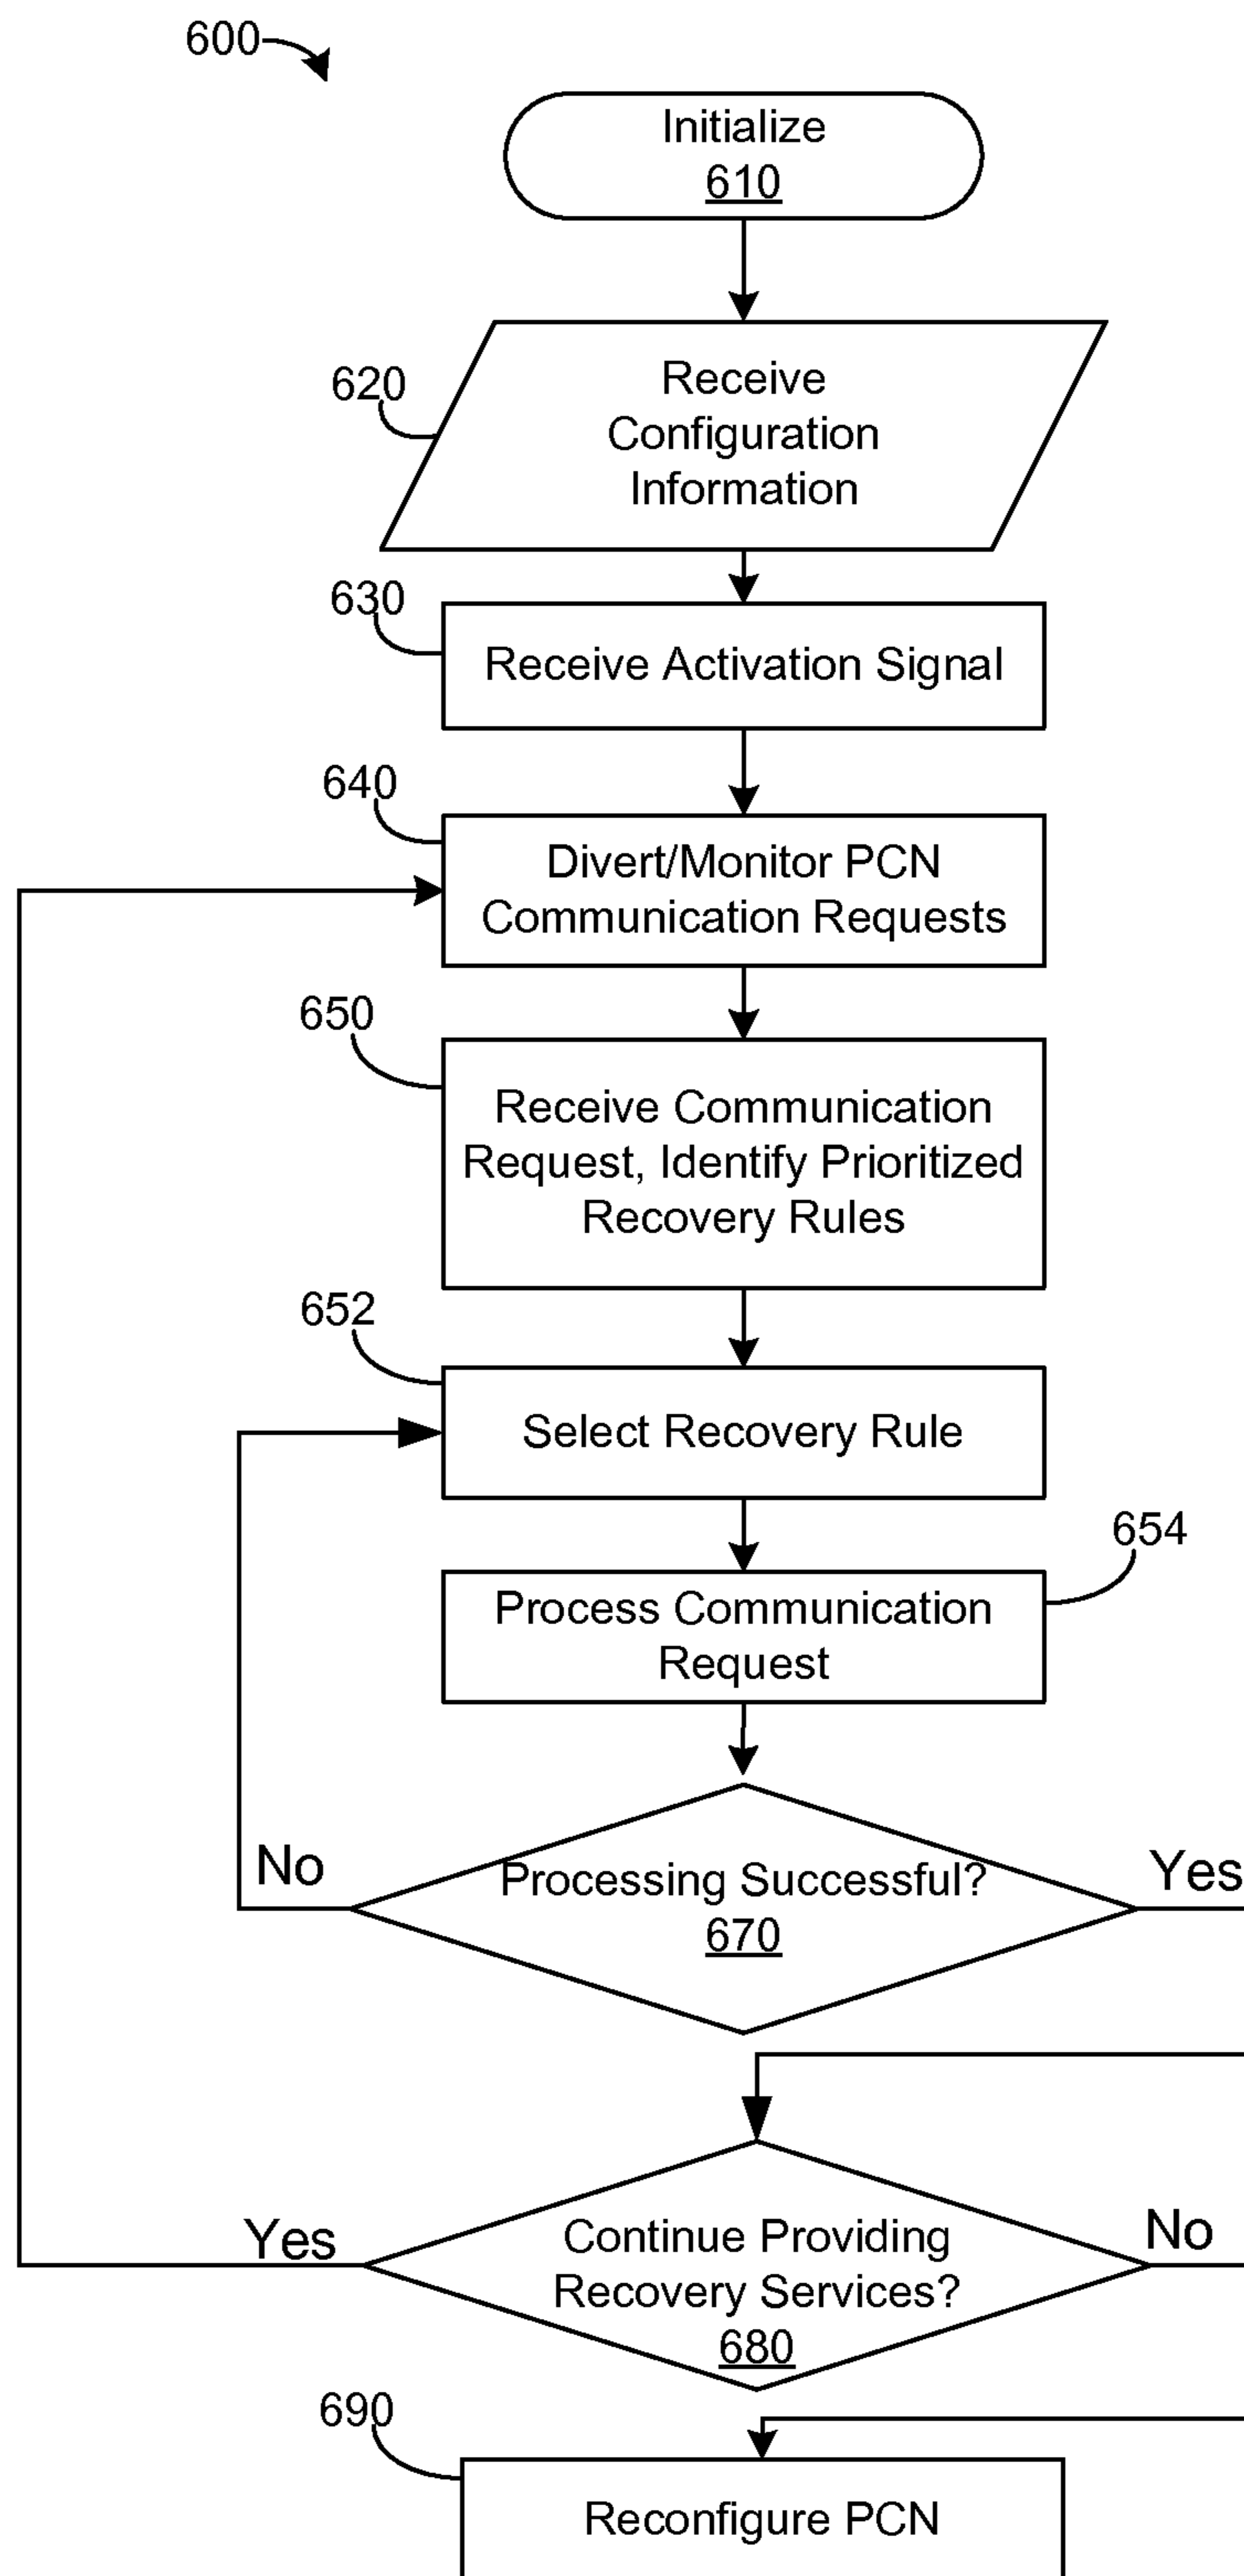 600
Initialize
610
620
Receive
Configuration
Information
630
Receive Activation Signal
640
Divert/Monitor PCN
Communication Requests
650
Receive Communication
Request, Identify Prioritized
Recovery Rules
652
Select Recovery Rule
654
Process Communication
Request
No
Processing Successful?
Yes
670
Yes
Continue Providing
Recovery Services?
No
680
690
Reconfigure PCN